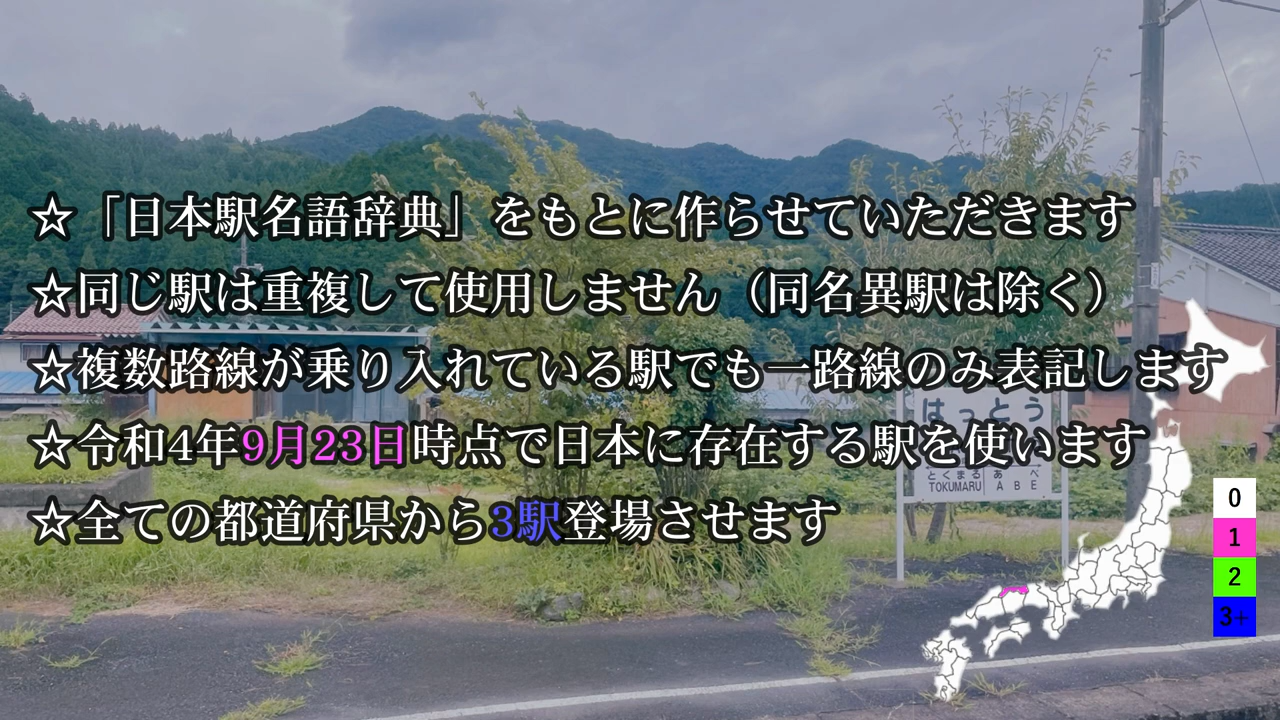 ☆「日本駅名語辞典」をもとに作らせていただきます
☆同じ駅は重複して使用しません（同名異駅は除く）
☆複数路線が乗り入れている駅でも一路線のみ表記します
☆令和4年9月23日時点で日本に存在する駅を使います
☆全ての都道府県から3駅登場させます
はっとう
とくまる あべ
TOKUMARU ABE
0
1
2
3+